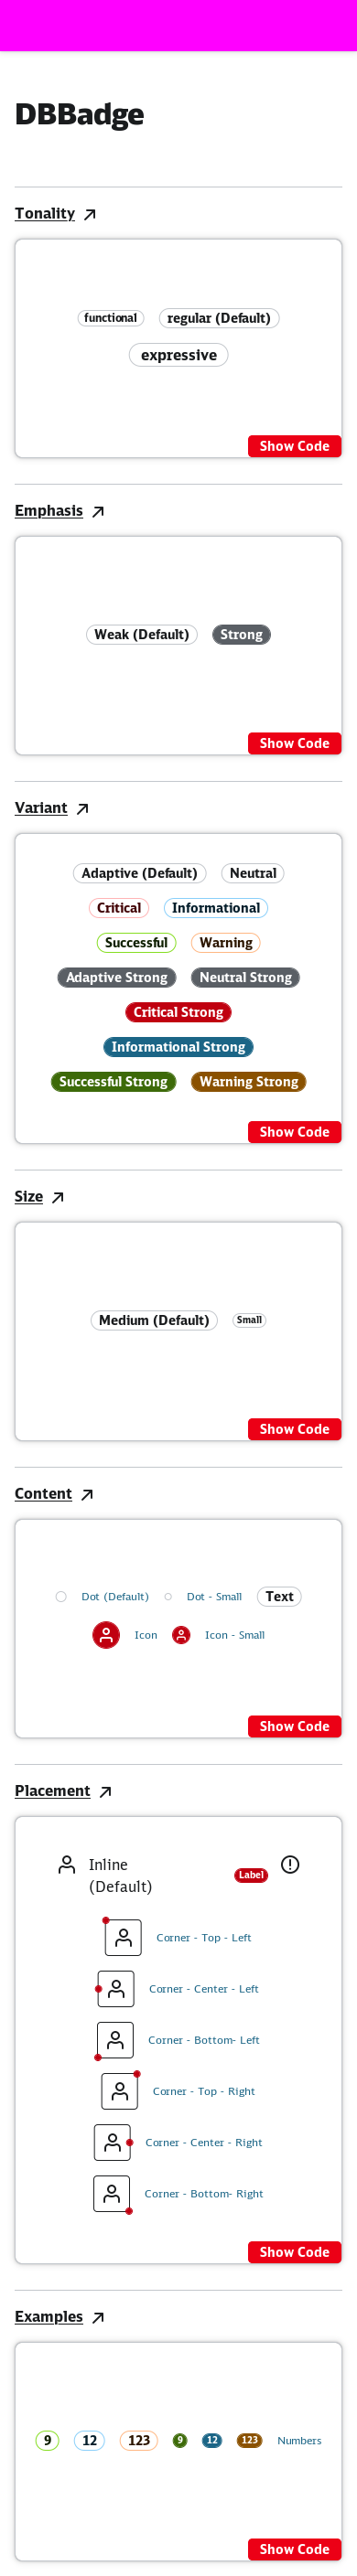 DBBadge
Tonality
functional regular (Default)
expressive
Show Code
Emphasis
Weak (Default) Strong
Show Code
Variant
Adaptive (Default) Neutral
Critical Informational
Successful Warning
Adaptive Strong Neutral Strong
Critical Strong
Informational Strong
Successful Strong Warning Strong
Show Code
Size
Medium (Default) Small
Show Code
Content
Dot (Default) Dot - Small Text
Icon Icon - Small
Show Code
Placement
Inline
(Default) Label
Corner - Top - Left
Corner - Center - Left
Corner - Bottom- Left
Corner - Top - Right
Corner - Center - Right
Corner - Bottom- Right
Show Code
Examples
9 12 123 9 12 123 Numbers
Show Code